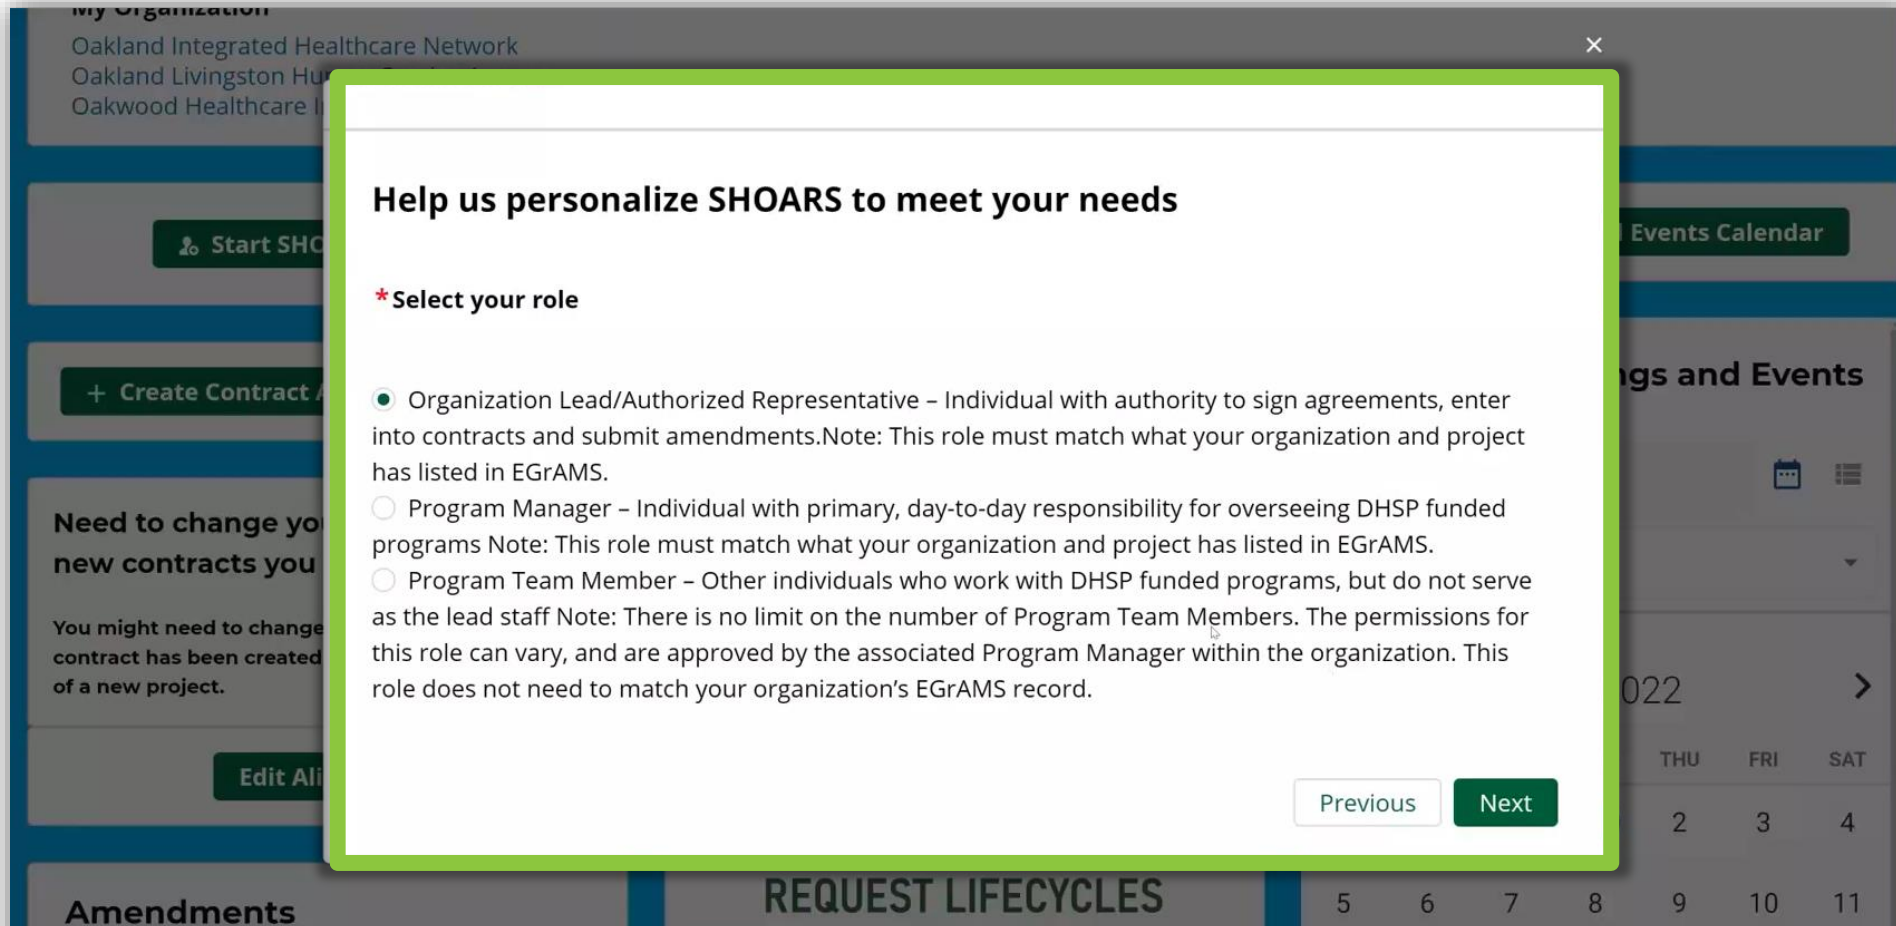 My Organization
Oakland Integrated Healthcare Network
Oakland Livingston Hu
Oakwood Healthcare I
Start SHO
Events Calendar
+ Create Contract A
ngs and Events
Need to change yo
new contracts you
You might need to change
contract has been created
of a new project.
Edit Ali
Amendments
Help us personalize SHOARS to meet your needs
*Select your role
Organization Lead/Authorized Representative – Individual with authority to sign agreements, enter
into contracts and submit amendments.Note: This role must match what your organization and project
has listed in EGrAMS.
Program Manager – Individual with primary, day-to-day responsibility for overseeing DHSP funded
programs Note: This role must match what your organization and project has listed in EGrAMS.
Program Team Member – Other individuals who work with DHSP funded programs, but do not serve
as the lead staff Note: There is no limit on the number of Program Team Members. The permissions for
this role can vary, and are approved by the associated Program Manager within the organization. This
role does not need to match your organization’s EGrAMS record.
Previous Next
REQUEST LIFECYCLES
022
THU FRI SAT
2 3 4
5 6 7 8 9 10 11